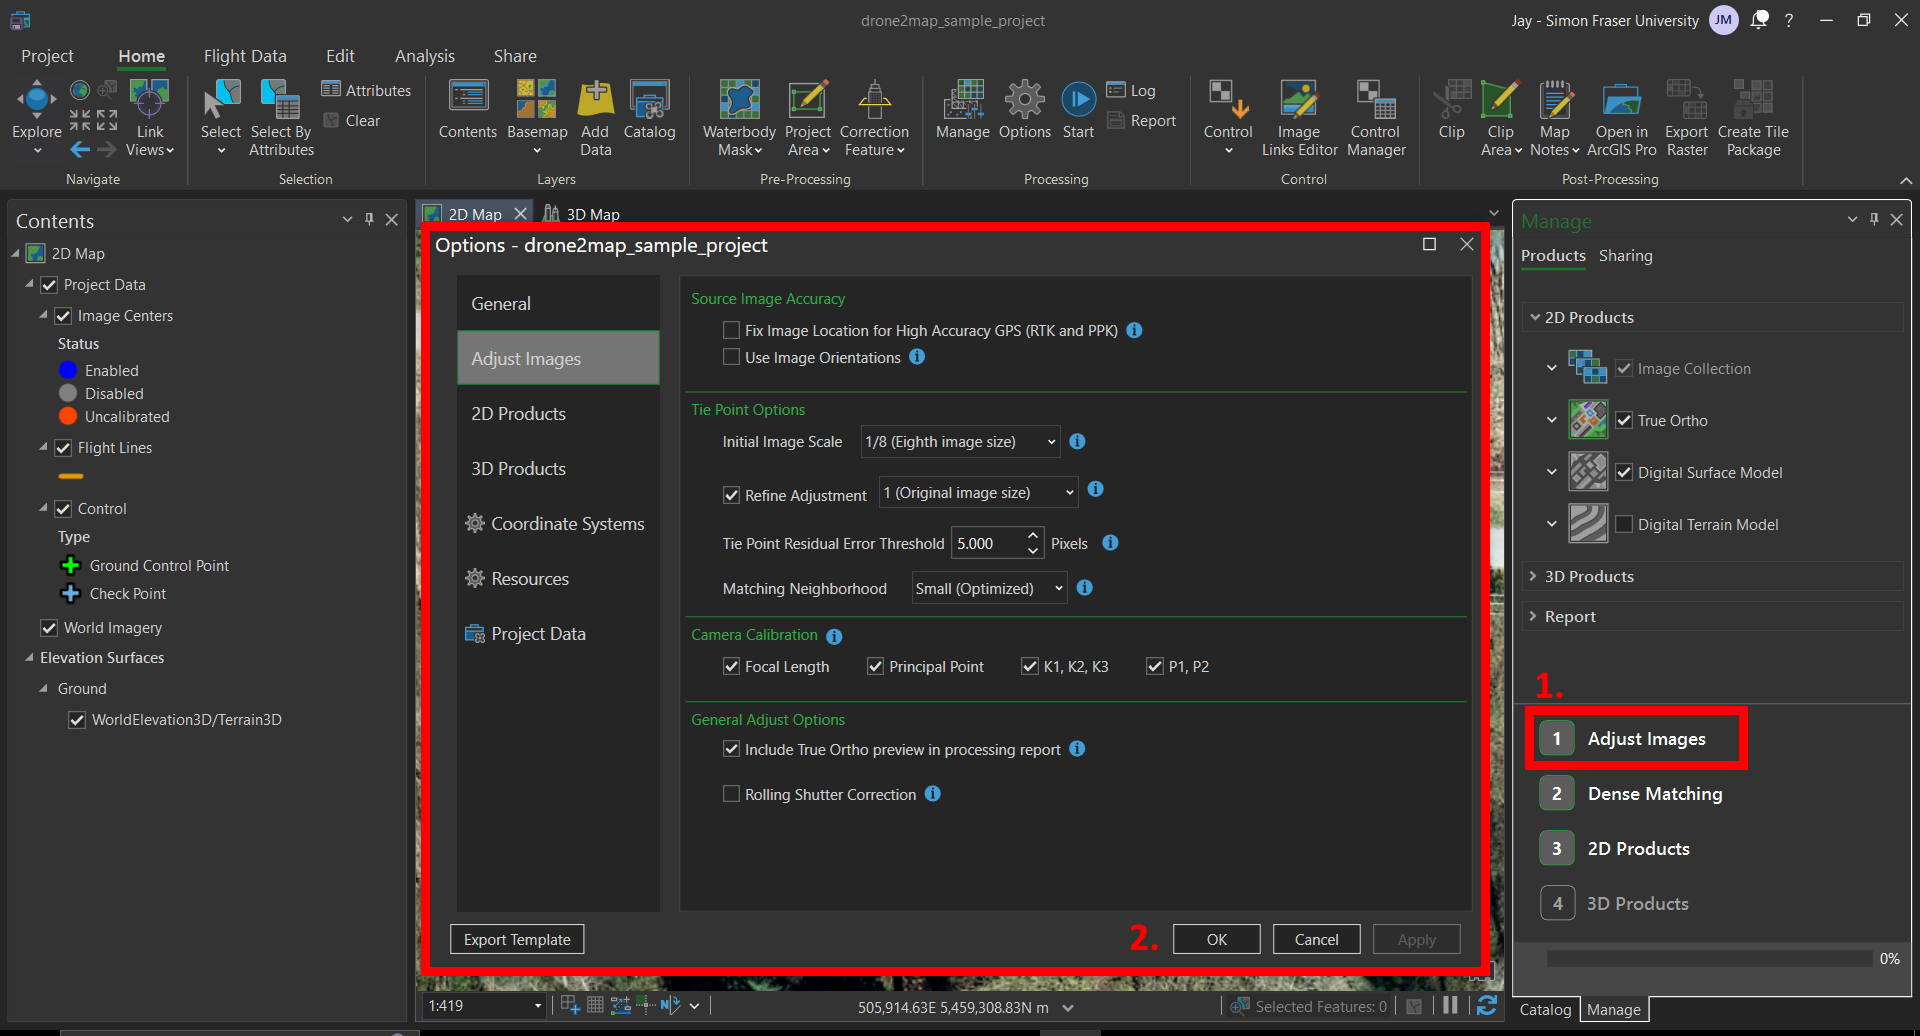 drone2map_sample_project
Jay - Simon Fraser University JM ?
Project Home Flight Data Edit Analysis Share
Explore
Link Views
Navigate
Select
Select By Attributes
Attributes
Clear
Selection
Contents
Basemap
Add Data
Catalog
Layers
Waterbody Mask
Project Area
Correction Feature
Pre-Processing
Manage
Options
Start
Log
Report
Processing
Control
Image Links Editor
Control Manager
Control
Clip
Clip Area
Map Notes
Open in ArcGIS Pro
Export Raster
Create Tile Package
Post-Processing
Contents
2D Map
Project Data
Image Centers
Status
Enabled
Disabled
Uncalibrated
Flight Lines
Control
Type
Ground Control Point
Check Point
World Imagery
Elevation Surfaces
Ground
WorldElevation3D/Terrain3D
2D Map 3D Map
Options - drone2map_sample_project
General
Adjust Images
2D Products
3D Products
Coordinate Systems
Resources
Project Data
Source Image Accuracy
Fix Image Location for High Accuracy GPS (RTK and PPK)
Use Image Orientations
Tie Point Options
Initial Image Scale 1/8 (Eighth image size)
Refine Adjustment 1 (Original image size)
Tie Point Residual Error Threshold 5.000 Pixels
Matching Neighborhood Small (Optimized)
Camera Calibration
Focal Length Principal Point K1, K2, K3 P1, P2
General Adjust Options
Include True Ortho preview in processing report
Rolling Shutter Correction
Export Template
2. OK Cancel Apply
1:419
505,914.63E 5,459,308.83N m
Selected Features: 0
Manage
Products Sharing
2D Products
Image Collection
True Ortho
Digital Surface Model
Digital Terrain Model
3D Products
Report
1.
1 Adjust Images
2 Dense Matching
3 2D Products
4 3D Products
0%
Catalog Manage